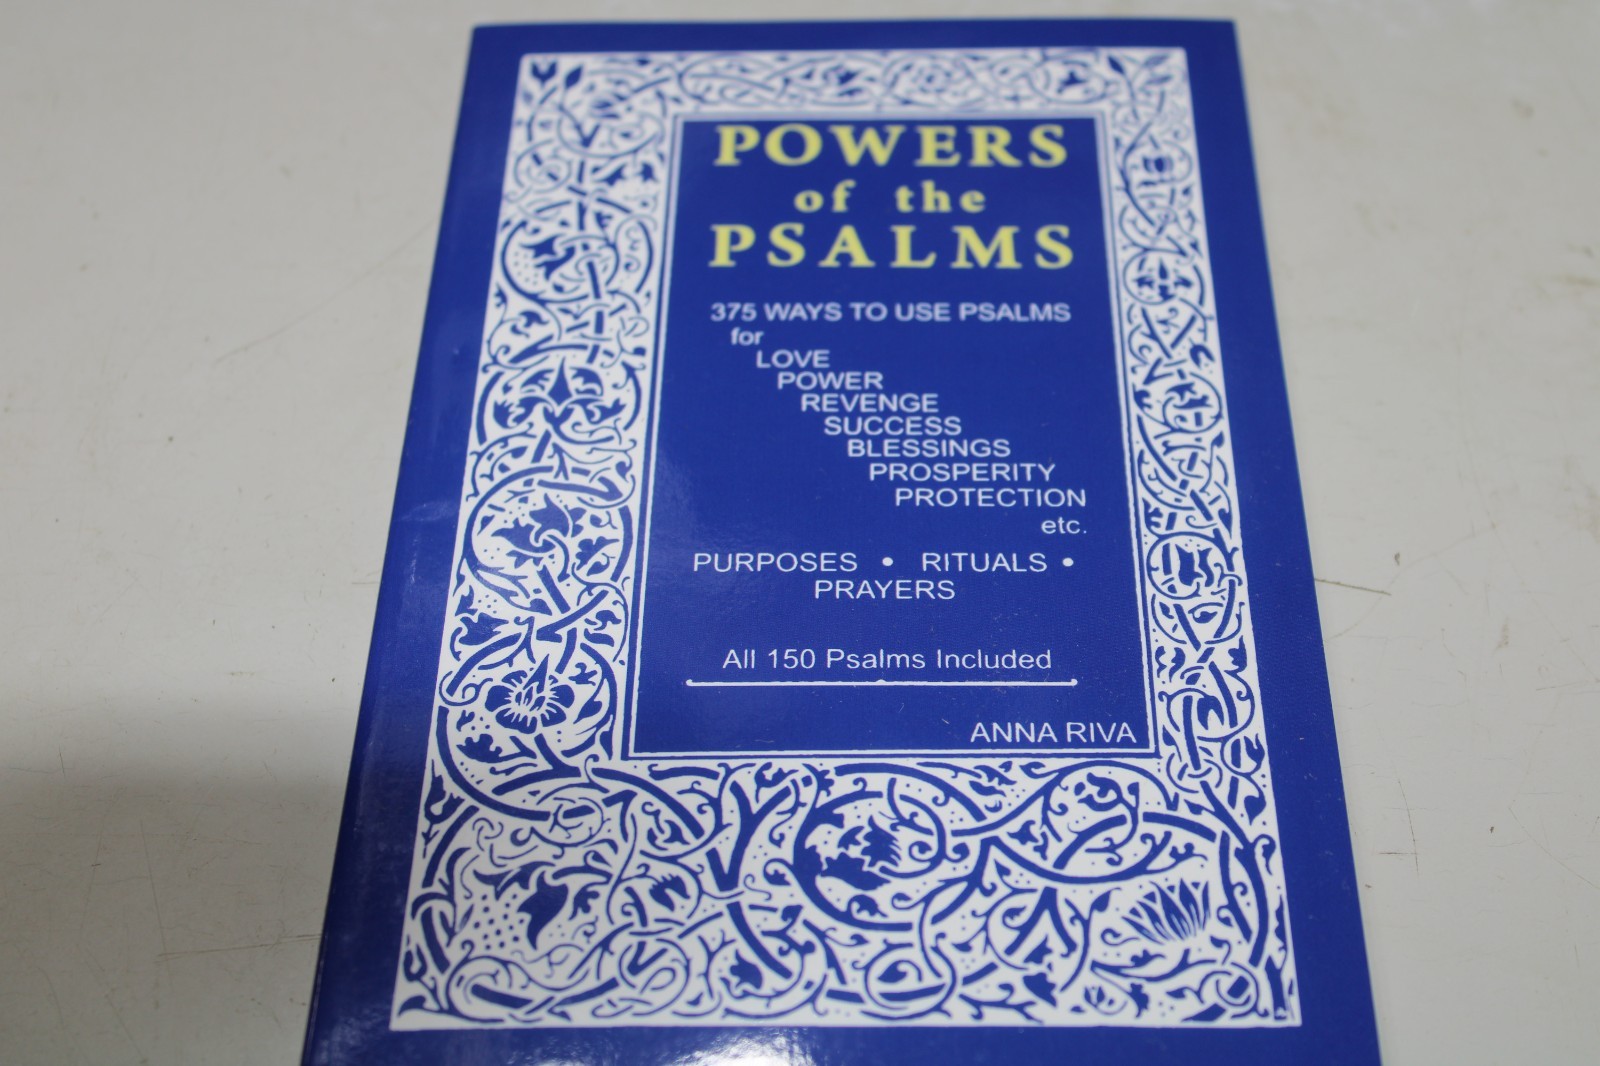 POWERS
of the
PSALMS
375 WAYS TO USE PSALMS
for
LOVE
POWER
REVENGE
SUCCESS
BLESSINGS
PROSPERITY
PROTECTION
etc.
PURPOSES • RITUALS •
PRAYERS
All 150 Psalms Included
ANNA RIVA